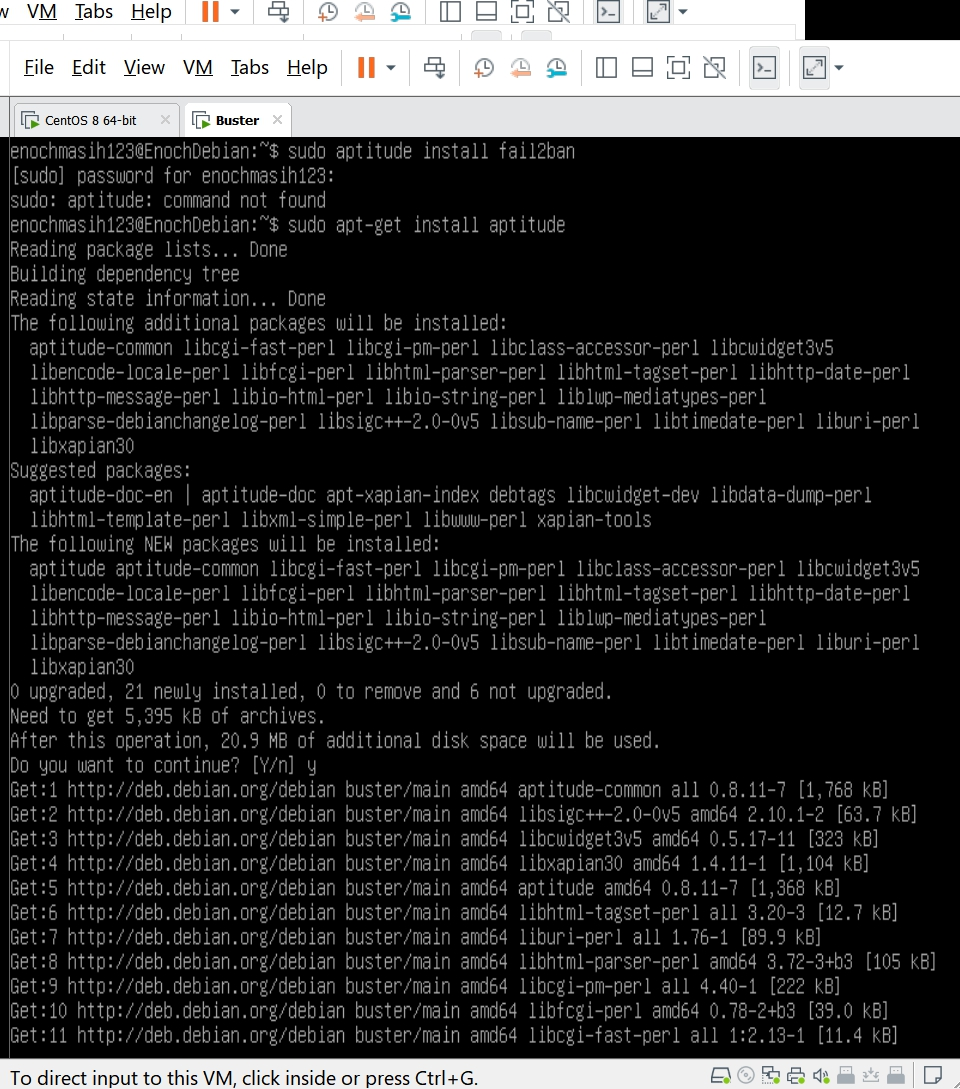 VM Tabs Help
File Edit View VM Tabs Help
CentOS 8 64-bit Buster
enochmasih123@EnochDebian:~$ sudo aptitude install fail2ban
[sudo] password for enochmasih123:
sudo: aptitude: command not found
enochmasih123@EnochDebian:~$ sudo apt-get install aptitude
Reading package lists... Done
Building dependency tree
Reading state information... Done
The following additional packages will be installed:
  aptitude-common libcgi-fast-perl libcgi-pm-perl libclass-accessor-perl libcwidget3v5
  libencode-locale-perl libfcgi-perl libhtml-parser-perl libhtml-tagset-perl libhttp-date-perl
  libhttp-message-perl libio-html-perl libio-string-perl liblwp-mediatypes-perl
  libparse-debianchangelog-perl libsigc++-2.0-0v5 libsub-name-perl libtimedate-perl liburi-perl
  libxapian30
Suggested packages:
  aptitude-doc-en | aptitude-doc apt-xapian-index debtags libcwidget-dev libdata-dump-perl
  libhtml-template-perl libxml-simple-perl libwww-perl xapian-tools
The following NEW packages will be installed:
  aptitude aptitude-common libcgi-fast-perl libcgi-pm-perl libclass-accessor-perl libcwidget3v5
  libencode-locale-perl libfcgi-perl libhtml-parser-perl libhtml-tagset-perl libhttp-date-perl
  libhttp-message-perl libio-html-perl libio-string-perl liblwp-mediatypes-perl
  libparse-debianchangelog-perl libsigc++-2.0-0v5 libsub-name-perl libtimedate-perl liburi-perl
  libxapian30
0 upgraded, 21 newly installed, 0 to remove and 6 not upgraded.
Need to get 5,395 kB of archives.
After this operation, 20.9 MB of additional disk space will be used.
Do you want to continue? [Y/n] y
Get:1 http://deb.debian.org/debian buster/main amd64 aptitude-common all 0.8.11-7 [1,768 kB]
Get:2 http://deb.debian.org/debian buster/main amd64 libsigc++-2.0-0v5 amd64 2.10.1-2 [63.7 kB]
Get:3 http://deb.debian.org/debian buster/main amd64 libcwidget3v5 amd64 0.5.17-11 [323 kB]
Get:4 http://deb.debian.org/debian buster/main amd64 libxapian30 amd64 1.4.11-1 [1,104 kB]
Get:5 http://deb.debian.org/debian buster/main amd64 aptitude amd64 0.8.11-7 [1,368 kB]
Get:6 http://deb.debian.org/debian buster/main amd64 libhtml-tagset-perl all 3.20-3 [12.7 kB]
Get:7 http://deb.debian.org/debian buster/main amd64 liburi-perl all 1.76-1 [89.9 kB]
Get:8 http://deb.debian.org/debian buster/main amd64 libhtml-parser-perl amd64 3.72-3+b3 [105 kB]
Get:9 http://deb.debian.org/debian buster/main amd64 libcgi-pm-perl all 4.40-1 [222 kB]
Get:10 http://deb.debian.org/debian buster/main amd64 libfcgi-perl amd64 0.78-2+b3 [39.0 kB]
Get:11 http://deb.debian.org/debian buster/main amd64 libcgi-fast-perl all 1:2.13-1 [11.4 kB]
To direct input to this VM, click inside or press Ctrl+G.